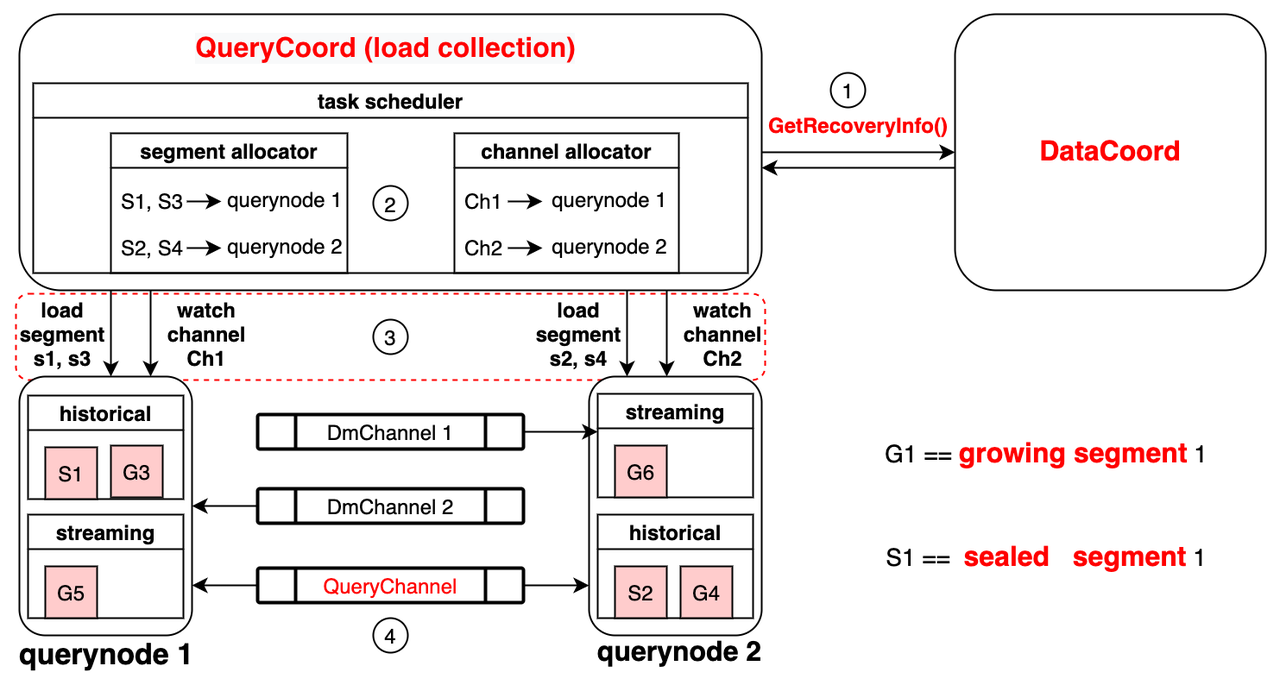 QueryCoord (load collection)
task scheduler
segment allocator
S1, S3 querynode 1
S2, S4 querynode 2
2
channel allocator
Ch1 querynode 1
Ch2 querynode 2
1
GetRecoveryInfo()
DataCoord
load
segment
s1, s3
watch
channel
Ch1
3
load
segment
s2, s4
watch
channel
Ch2
historical
S1 G3
streaming
G5
querynode 1
DmChannel 1
DmChannel 2
QueryChannel
4
streaming
G6
historical
S2 G4
querynode 2
G1 == growing segment 1
S1 == sealed segment 1